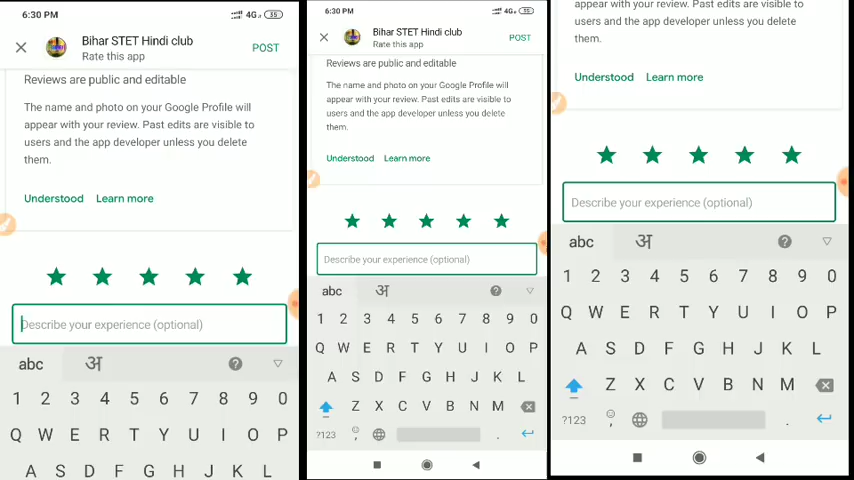 6:30 PM
4G
35
Bihar STET Hindi club
Rate this app
POST
Reviews are public and editable
The name and photo on your Google Profile will
appear with your review. Past edits are visible to
users and the app developer unless you delete
them.
Understood Learn more
Describe your experience (optional)
abc अ ?
1 2 3 4 5 6 7 8 9 0
Q W E R T Y U I O P
A S D F G H J K L
6:30 PM
4G
Bihar STET Hindi club
Rate this app
POST
Reviews are public and editable
The name and photo on your Google Profile will
appear with your review. Past edits are visible to
users and the app developer unless you delete
them.
Understood Learn more
Describe your experience (optional)
abc अ ?
1 2 3 4 5 6 7 8 9 0
Q W E R T Y U I O P
A S D F G H J K L
Z X C V B N M
?123 , .
appear with your review. Past edits are visible to
users and the app developer unless you delete
them.
Understood Learn more
Describe your experience (optional)
abc अ ?
1 2 3 4 5 6 7 8 9 0
Q W E R T Y U I O P
A S D F G H J K L
Z X C V B N M
?123 , .